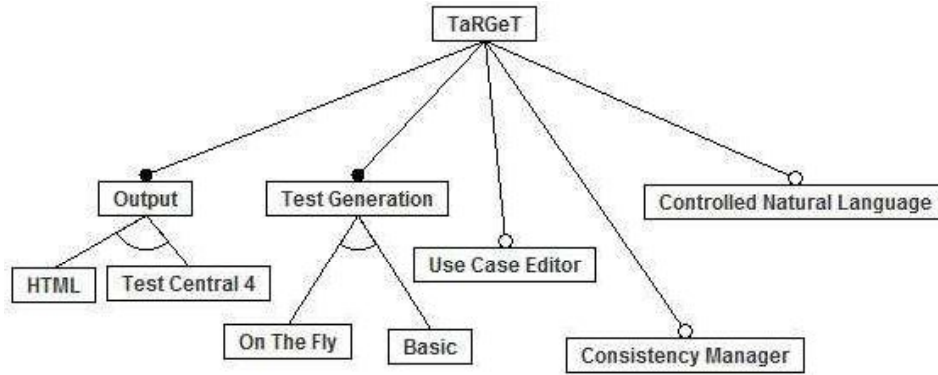 TaRGeT
Output
Test Generation
Controlled Natural Language
Use Case Editor
HTML
Test Central 4
On The Fly
Basic
Consistency Manager